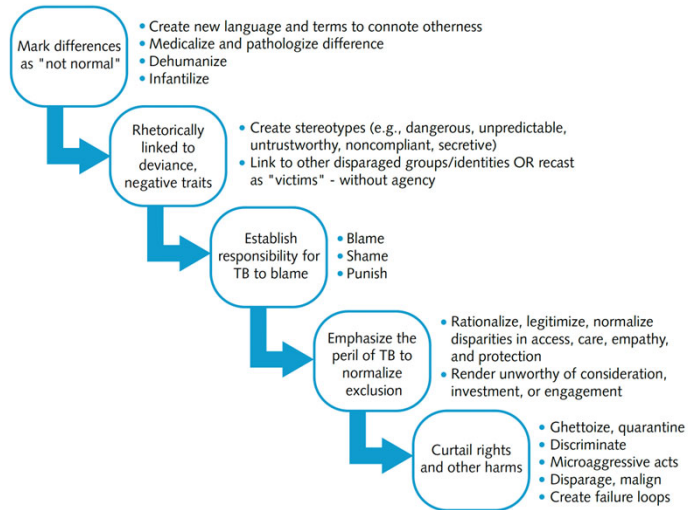 Mark differences
as "not normal"
• Create new language and terms to connote otherness
• Medicalize and pathologize difference
• Dehumanize
• Infantilize
Rhetorically
linked to
deviance,
negative traits
• Create stereotypes (e.g., dangerous, unpredictable,
untrustworthy, noncompliant, secretive)
• Link to other disparaged groups/identities OR recast
as "victims" - without agency
Establish
responsibility for
TB to blame
• Blame
• Shame
• Punish
Emphasize the
peril of TB to
normalize
exclusion
• Rationalize, legitimize, normalize
disparities in access, care, empathy,
and protection
• Render unworthy of consideration,
investment, or engagement
Curtail rights
and other harms
• Ghettoize, quarantine
• Discriminate
• Microaggressive acts
• Disparage, malign
• Create failure loops